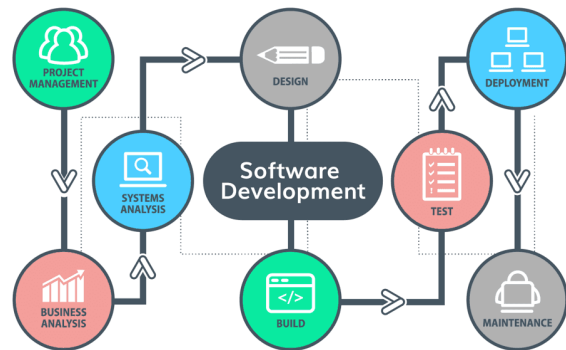 PROJECT
MANAGEMENT
BUSINESS
ANALYSIS
SYSTEMS
ANALYSIS
DESIGN
Software
Development
</>
BUILD
TEST
DEPLOYMENT
MAINTENANCE